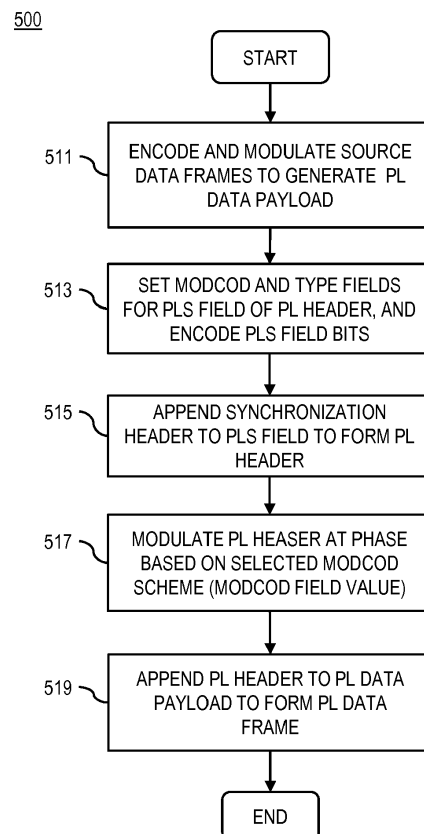 500
START
511
ENCODE AND MODULATE SOURCE
DATA FRAMES TO GENERATE PL
DATA PAYLOAD
513
SET MODCOD AND TYPE FIELDS
FOR PLS FIELD OF PL HEADER, AND
ENCODE PLS FIELD BITS
515
APPEND SYNCHRONIZATION
HEADER TO PLS FIELD TO FORM PL
HEADER
517
MODULATE PL HEASER AT PHASE
BASED ON SELECTED MODCOD
SCHEME (MODCOD FIELD VALUE)
519
APPEND PL HEADER TO PL DATA
PAYLOAD TO FORM PL DATA
FRAME
END